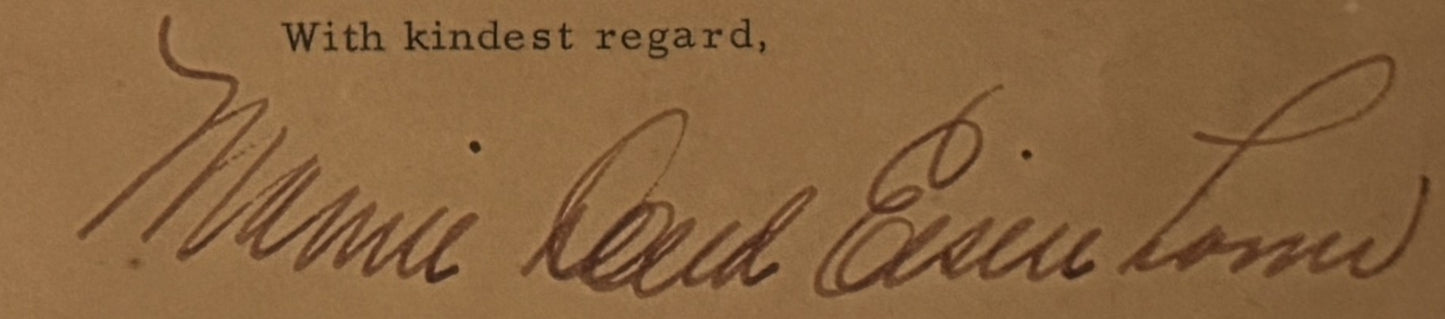 With kindest regard,
Mamie Doud Eisenhower